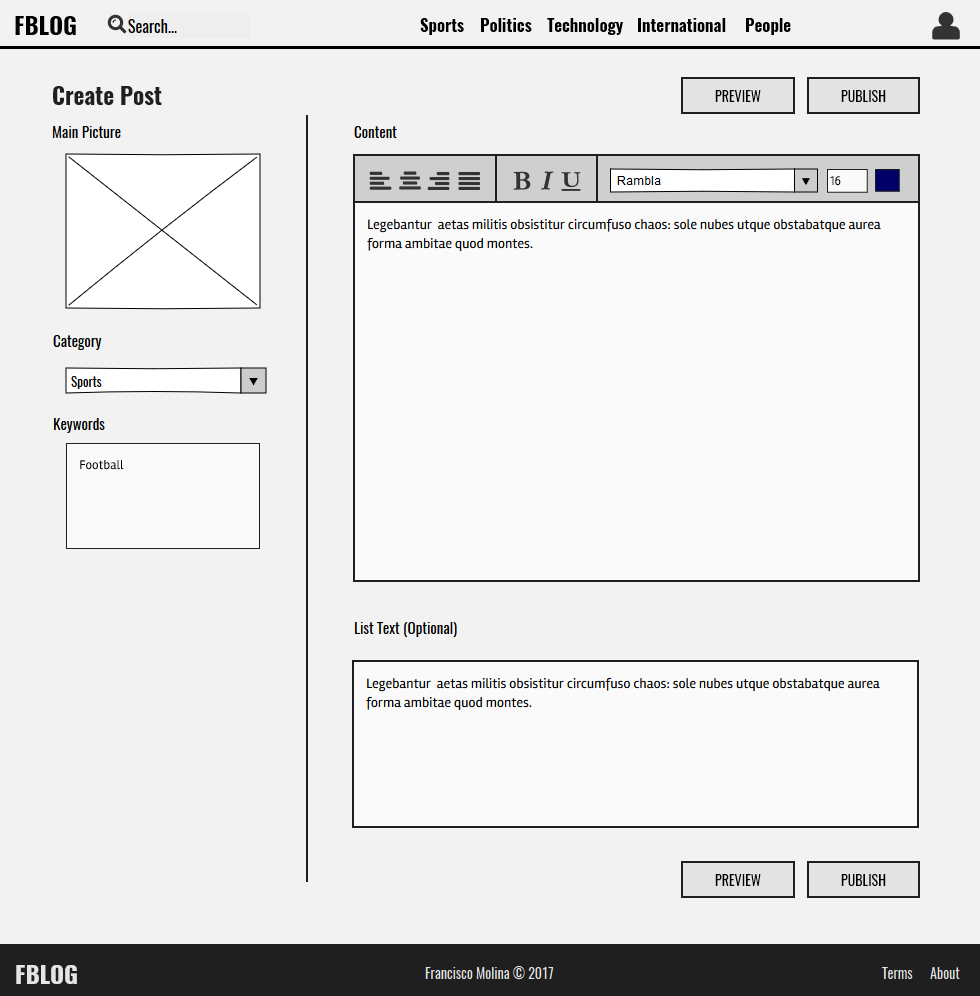 FBLOG
Search...
Sports Politics Technology International People
Create Post
PREVIEW PUBLISH
Main Picture
Category
Sports
Keywords
Football
Content
B I U Rambla 16
Legebantur aetas militis obsistitur circumfuso chaos: sole nubes utque obstabatque aurea
forma ambitae quod montes.
List Text (Optional)
Legebantur aetas militis obsistitur circumfuso chaos: sole nubes utque obstabatque aurea
forma ambitae quod montes.
PREVIEW PUBLISH
FBLOG
Francisco Molina © 2017
Terms About